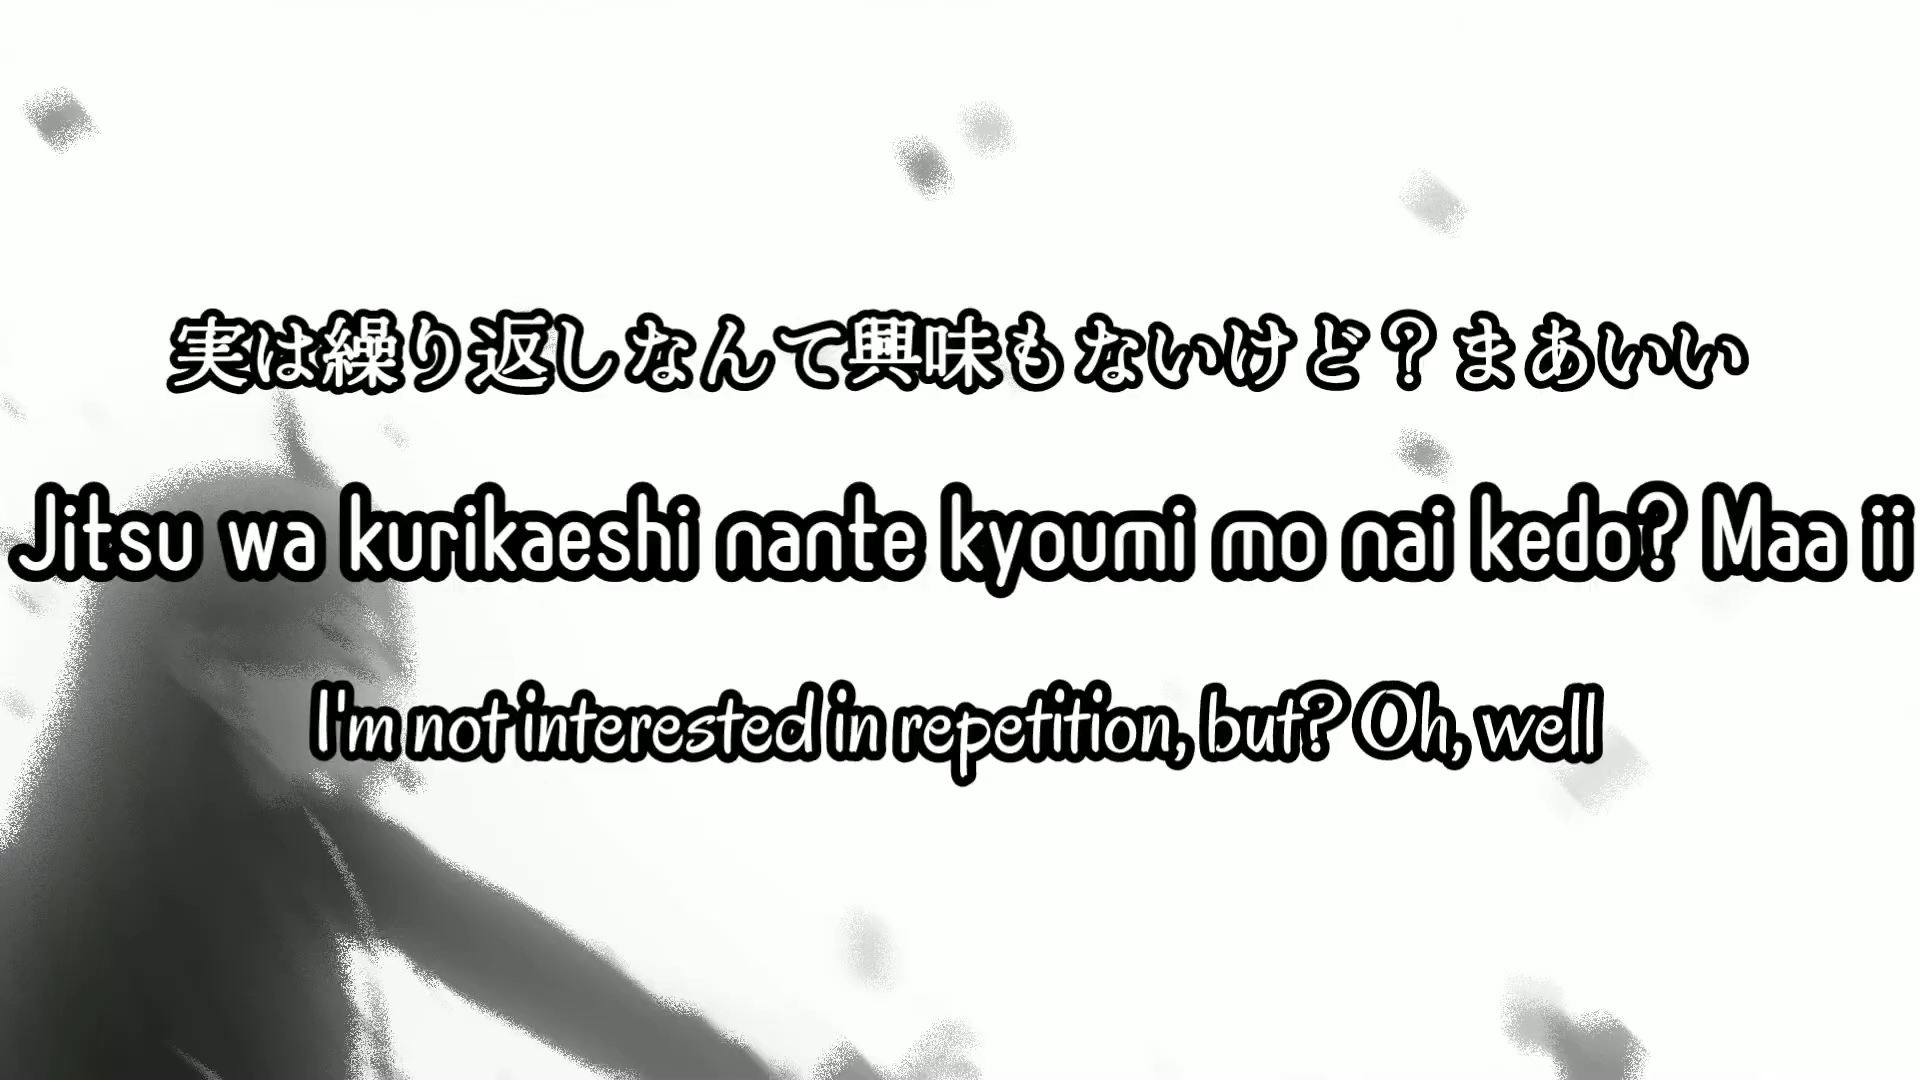 実は繰り返しなんて興味もないけど？まあいい
Jitsu wa kurikaeshi nante kyoumi mo nai kedo? Maa ii
I'm not interested in repetition, but? Oh, well